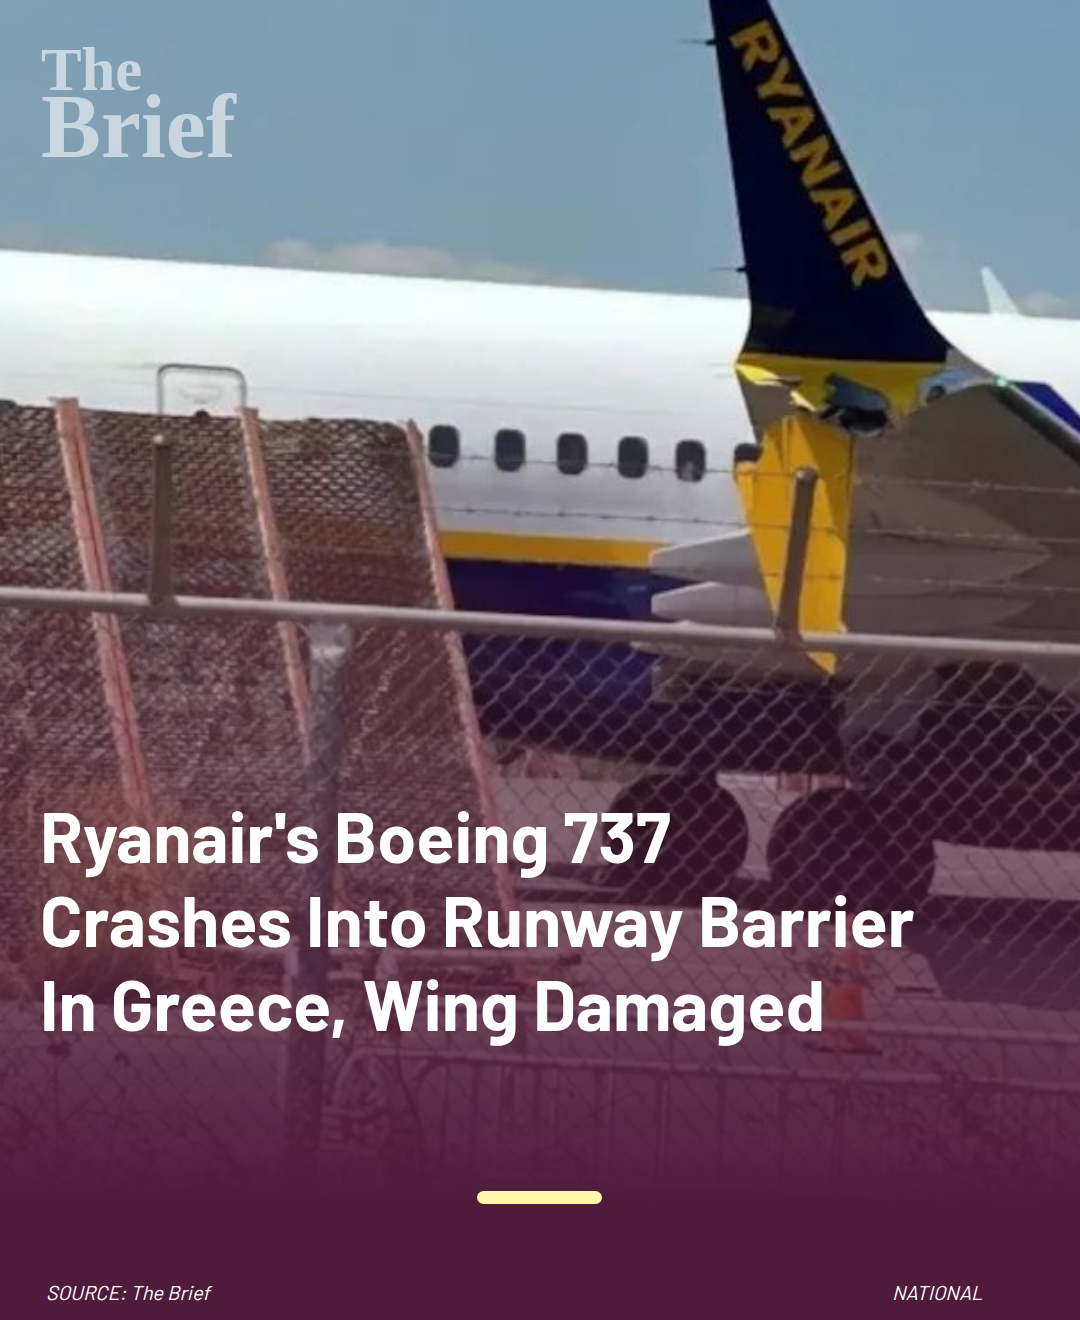 The
Brief
RYANAIR
Ryanair's Boeing 737
Crashes Into Runway Barrier
In Greece, Wing Damaged
SOURCE: The Brief
NATIONAL